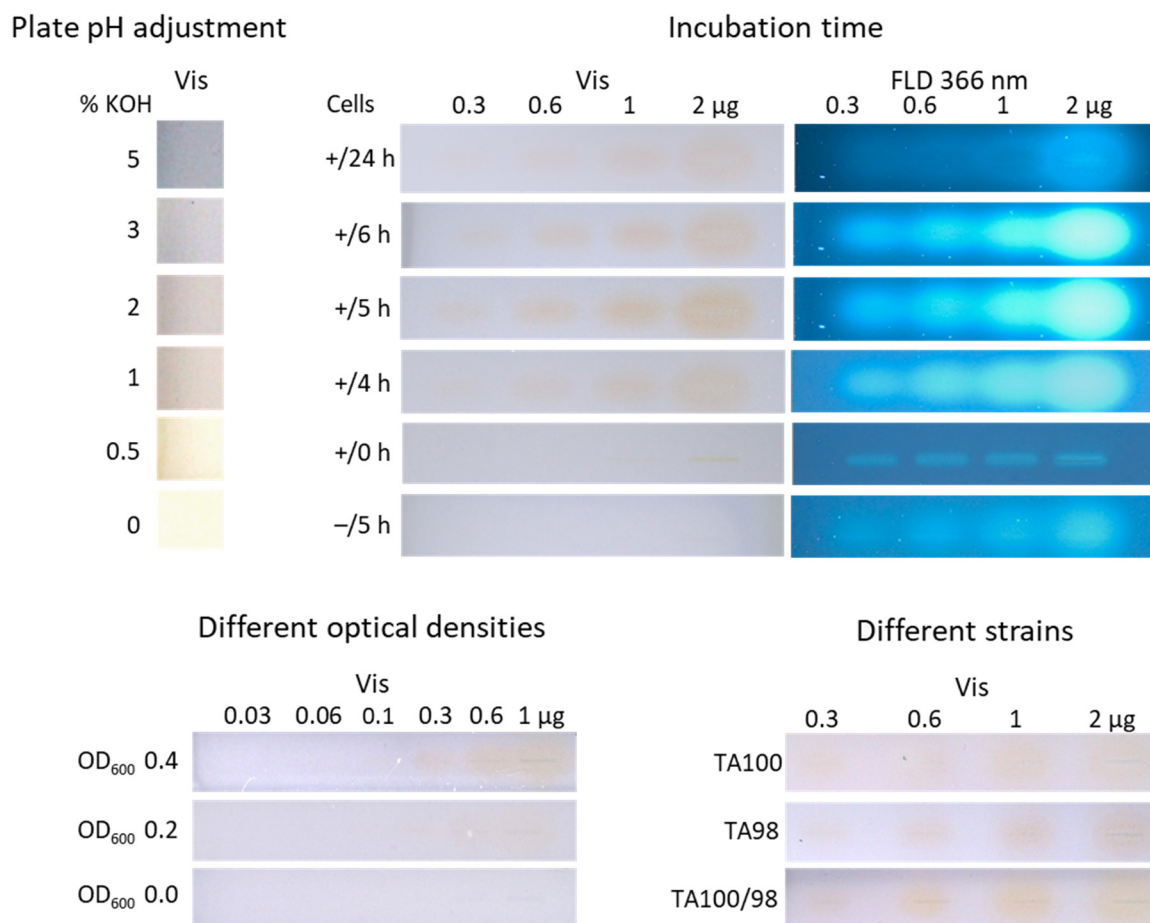 Plate pH adjustment
Incubation time
Vis
Vis
FLD 366 nm
% KOH
Cells
0.3 0.6 1 2 µg
0.3 0.6 1 2 µg
5
+/24 h
3
+/6 h
2
+/5 h
1
+/4 h
0.5
+/0 h
0
–/5 h
Different optical densities
Vis
0.03 0.06 0.1 0.3 0.6 1 µg
OD₆₀₀ 0.4
OD₆₀₀ 0.2
OD₆₀₀ 0.0
Different strains
Vis
0.3 0.6 1 2 µg
TA100
TA98
TA100/98